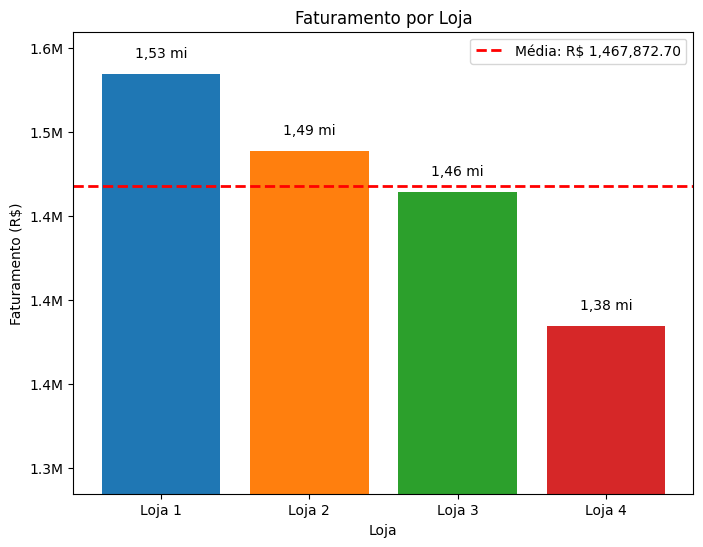 Faturamento por Loja
Média: R$ 1,467,872.70
1,53 mi
1,49 mi
1,46 mi
1,38 mi
Faturamento (R$)
1.6M
1.5M
1.4M
1.4M
1.4M
1.3M
Loja 1
Loja 2
Loja 3
Loja 4
Loja